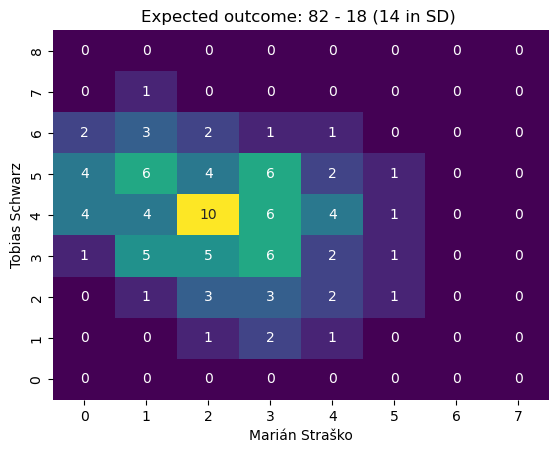 Expected outcome: 82 - 18 (14 in SD)
Tobias Schwarz
8 0 0 0 0 0 0 0 0
7 0 1 0 0 0 0 0 0
6 2 3 2 1 1 0 0 0
5 4 6 4 6 2 1 0 0
4 4 4 10 6 4 1 0 0
3 1 5 5 6 2 1 0 0
2 0 1 3 3 2 1 0 0
1 0 0 1 2 1 0 0 0
0 0 0 0 0 0 0 0 0
0 1 2 3 4 5 6 7
Marián Straško